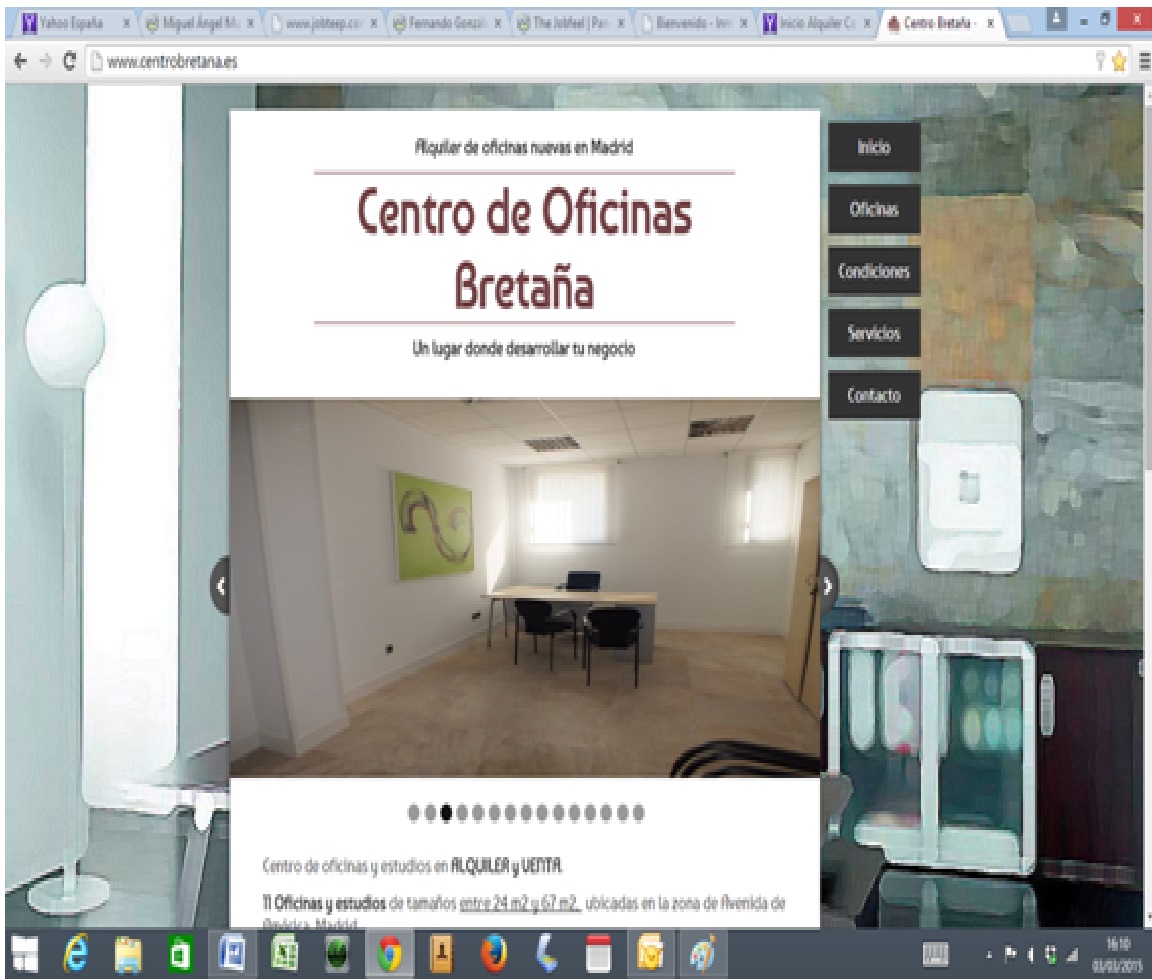 Yahoo España
Miguel Ángel M
www.jobteep.co
Fernando Gonzál
The Jobfeel | Pan
Bienvenido - Inm
Inicio Alquiler Co
Centro Bretaña -
www.centrobretana.es
Alquiler de oficinas nuevas en Madrid
Centro de Oficinas
Bretaña
Un lugar donde desarrollar tu negocio
Inicio
Oficinas
Condiciones
Servicios
Contacto
Centro de oficinas y estudios en ALQUILER y VENTA
11 Oficinas y estudios de tamaños entre 24 m2 y 67 m2, ubicadas en la zona de Avenida de
América, Madrid
16:10
03/03/2015